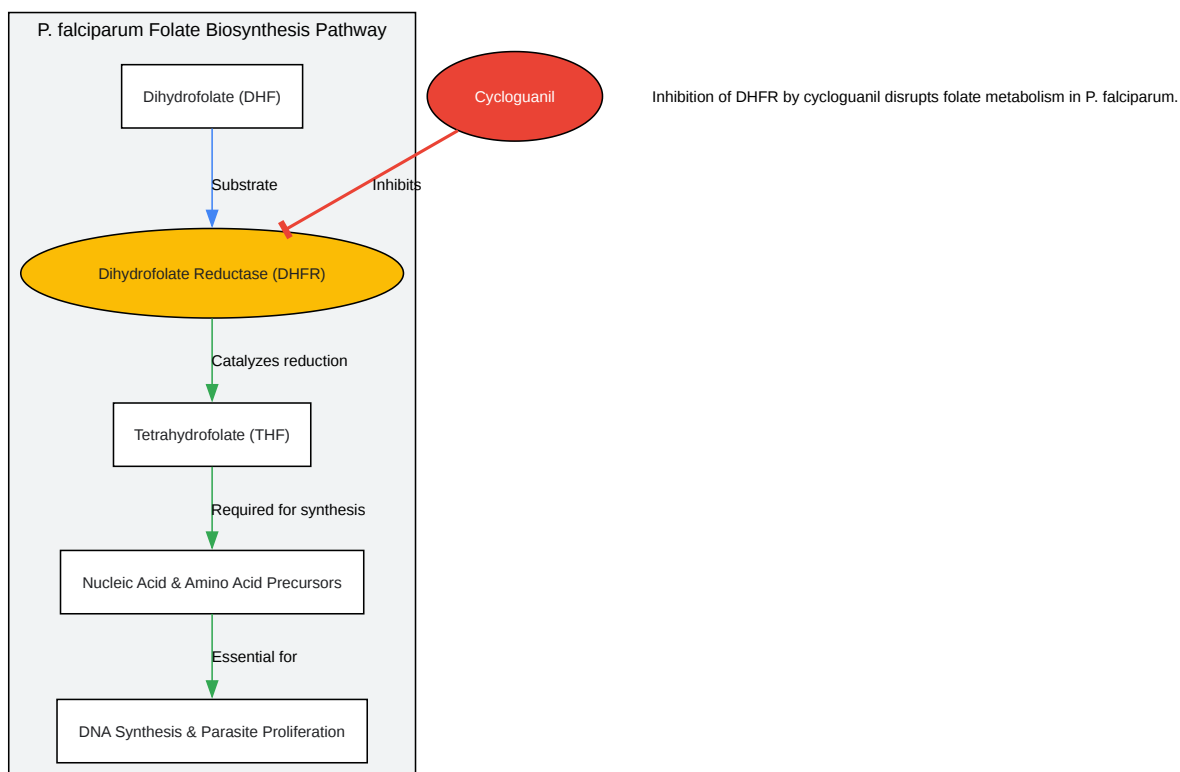 P. falciparum Folate Biosynthesis Pathway
Dihydrofolate (DHF)
Cycloguanil
Inhibition of DHFR by cycloguanil disrupts folate metabolism in P. falciparum.
Substrate
Inhibits
Dihydrofolate Reductase (DHFR)
Catalyzes reduction
Tetrahydrofolate (THF)
Required for synthesis
Nucleic Acid & Amino Acid Precursors
Essential for
DNA Synthesis & Parasite Proliferation